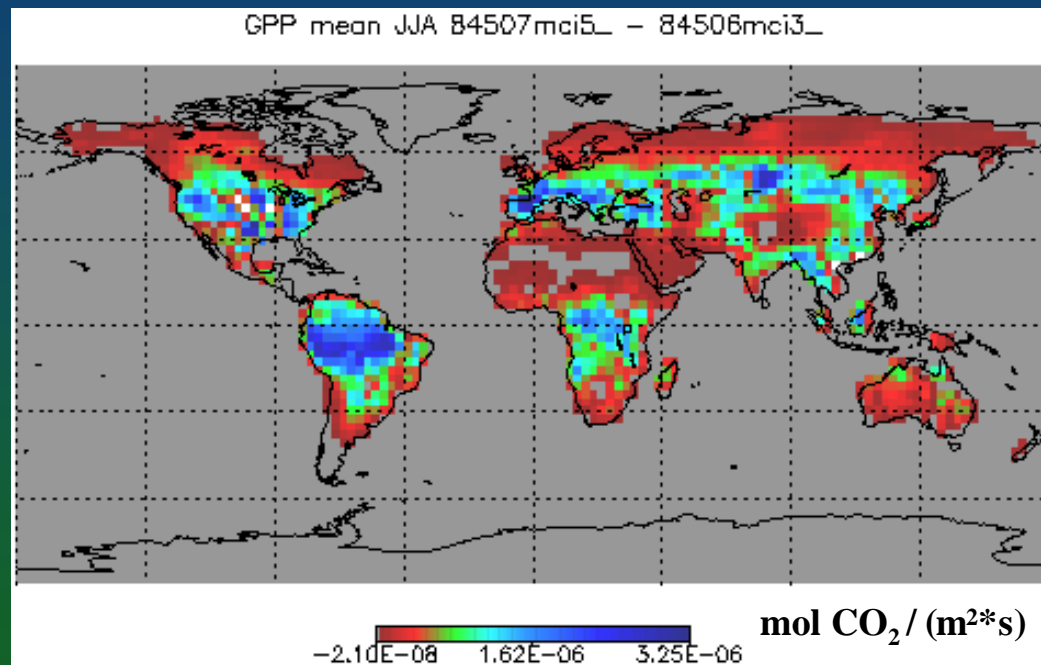 GPP mean JJA 84507mci5_ - 84506mci3_
mol CO₂ / (m²*s)
-2.10E-08 1.62E-06 3.25E-06